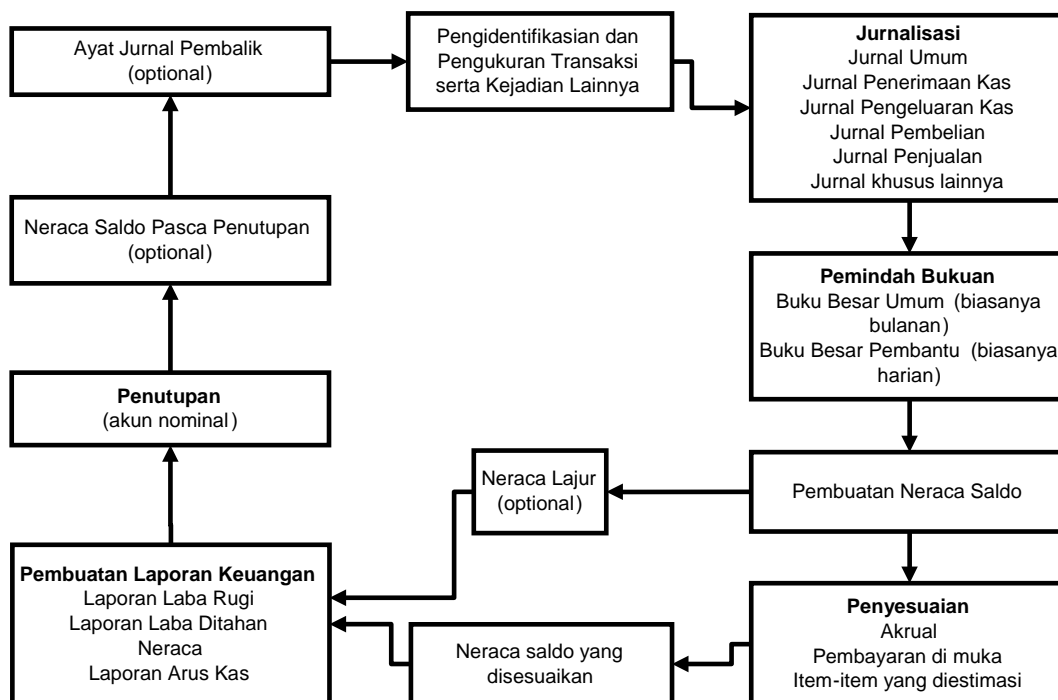 Ayat Jurnal Pembalik
(optional)
Pengidentifikasian dan
Pengukuran Transaksi
serta Kejadian Lainnya
Jurnalisasi
Jurnal Umum
Jurnal Penerimaan Kas
Jurnal Pengeluaran Kas
Jurnal Pembelian
Jurnal Penjualan
Jurnal khusus lainnya
Neraca Saldo Pasca Penutupan
(optional)
Pemindah Bukuan
Buku Besar Umum (biasanya
bulanan)
Buku Besar Pembantu (biasanya
harian)
Penutupan
(akun nominal)
Neraca Lajur
(optional)
Pembuatan Neraca Saldo
Pembuatan Laporan Keuangan
Laporan Laba Rugi
Laporan Laba Ditahan
Neraca
Laporan Arus Kas
Neraca saldo yang
disesuaikan
Penyesuaian
Akrual
Pembayaran di muka
Item-item yang diestimasi